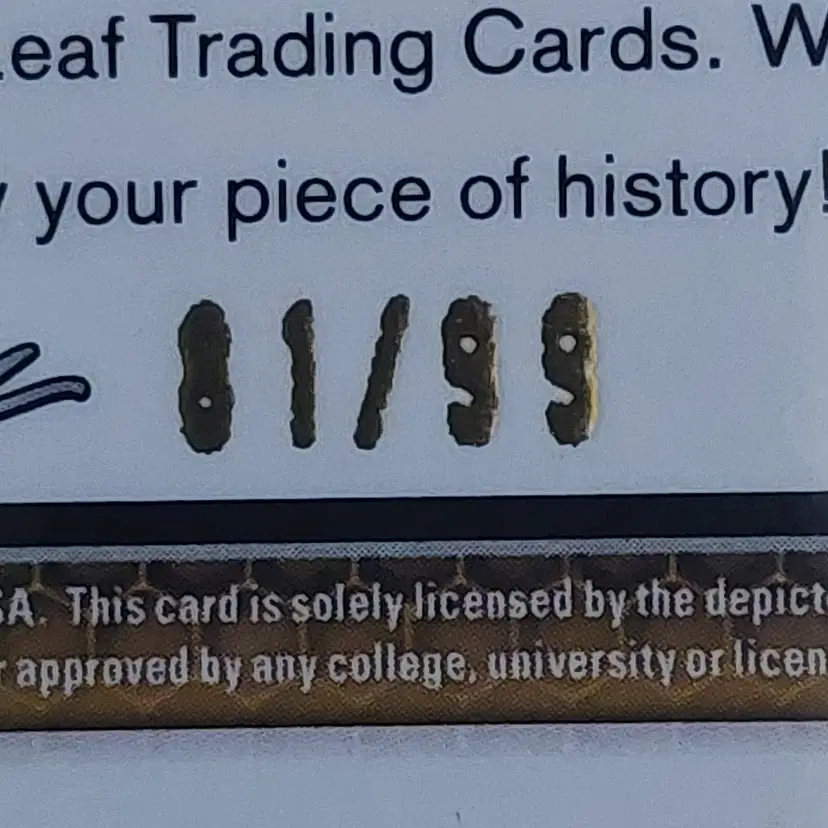 Leaf Trading Cards. W
y your piece of history!
81/99
SA. This card is solely licensed by the depict
r approved by any college, university or licen